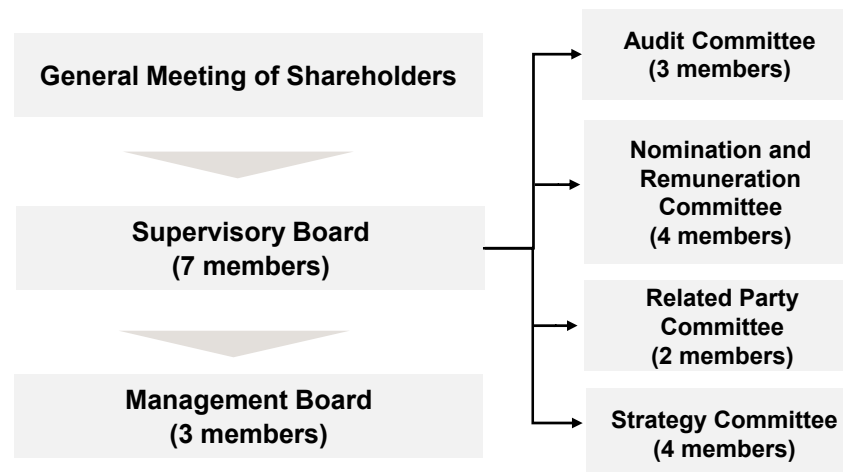 General Meeting of Shareholders
Supervisory Board
(7 members)
Management Board
(3 members)
Audit Committee
(3 members)
Nomination and
Remuneration
Committee
(4 members)
Related Party
Committee
(2 members)
Strategy Committee
(4 members)